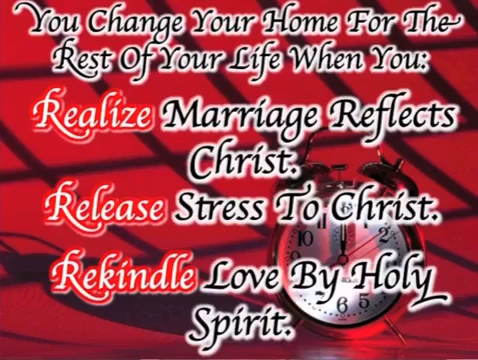 You Change Your Home For The
Rest Of Your Life When You:
Realize Marriage Reflects
Christ.
Release Stress To Christ.
Rekindle Love By Holy
Spirit.